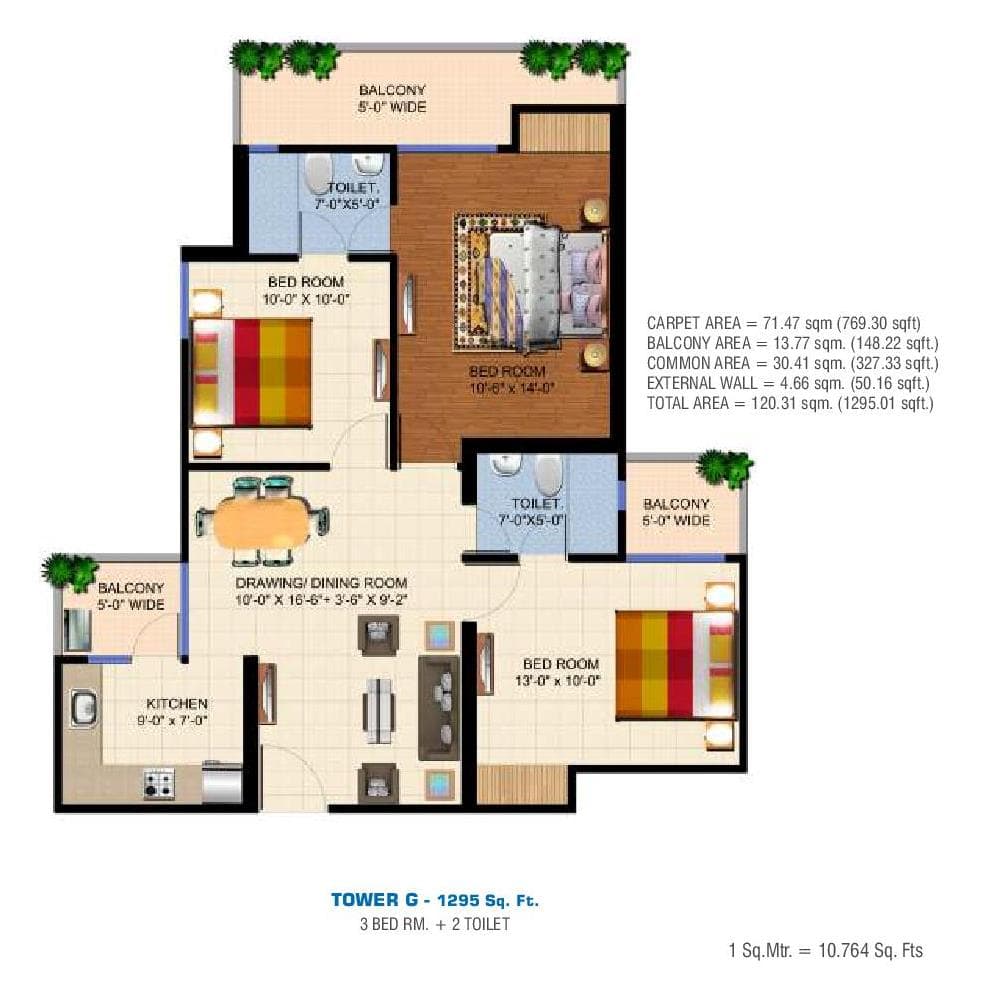 BALCONY
5'-0" WIDE
TOILET.
7'-0"X5'-0"
BED ROOM
10'-0" X 10'-0"
BED ROOM
10'-6" x 14'-0"
CARPET AREA = 71.47 sqm (769.30 sqft)
BALCONY AREA = 13.77 sqm. (148.22 sqft.)
COMMON AREA = 30.41 sqm. (327.33 sqft.)
EXTERNAL WALL = 4.66 sqm. (50.16 sqft.)
TOTAL AREA = 120.31 sqm. (1295.01 sqft.)
TOILET.
7'-0"X5'-0"
BALCONY
5'-0" WIDE
BALCONY
5'-0" WIDE
DRAWING/ DINING ROOM
10'-0" X 16'-6"+ 3'-6" X 9'-2"
BED ROOM
13'-0" x 10'-0"
KITCHEN
9'-0" x 7'-0"
TOWER G - 1295 Sq. Ft.
3 BED RM. + 2 TOILET
1 Sq.Mtr. = 10.764 Sq. Fts